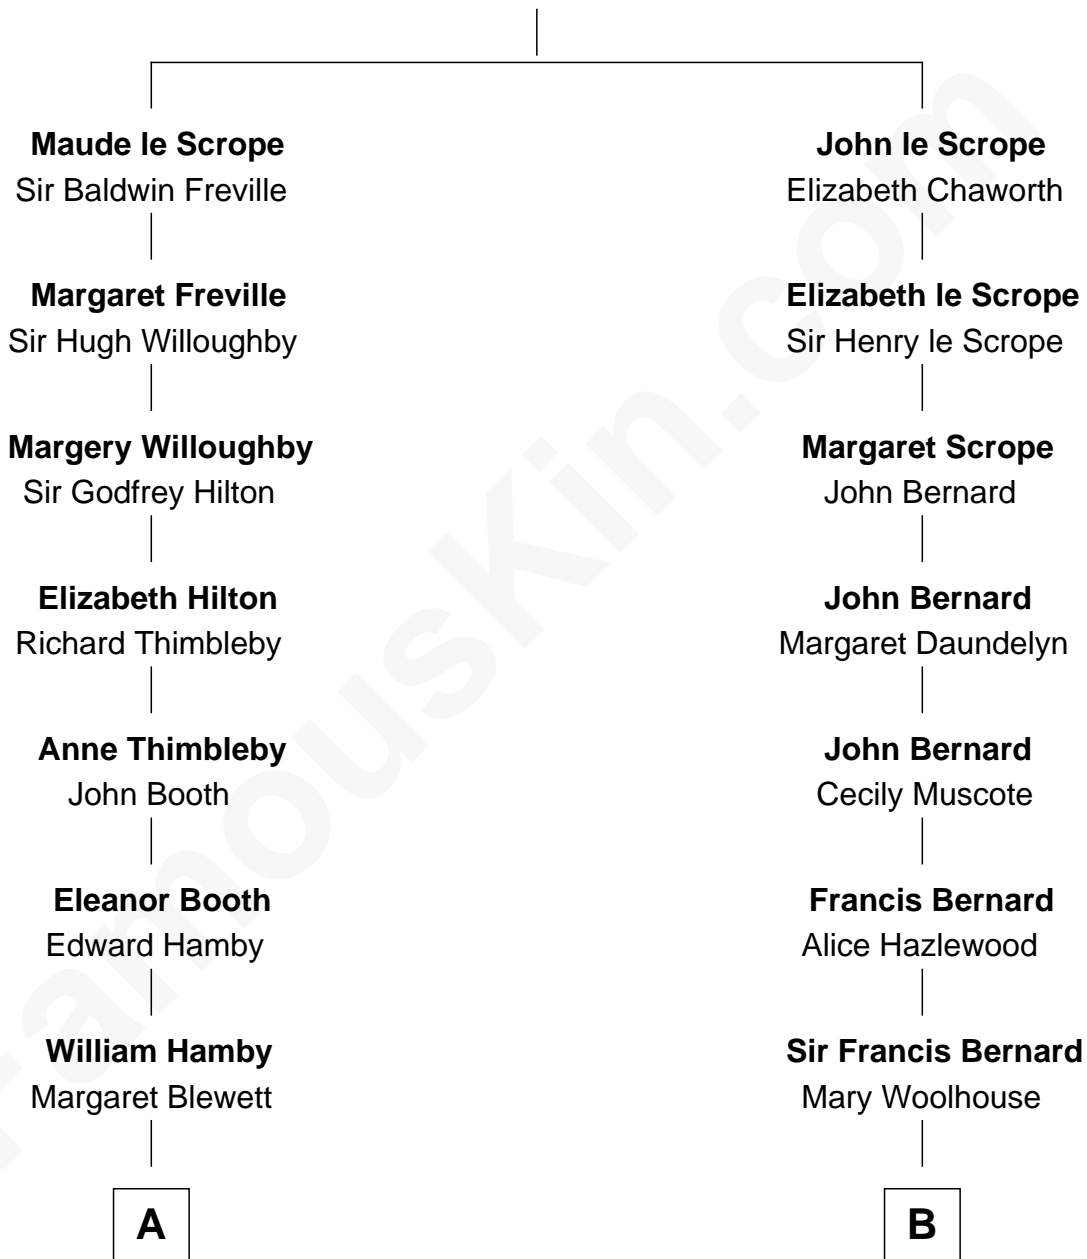 Maude le Scrope
Sir Baldwin Freville
Margaret Freville
Sir Hugh Willoughby
Margery Willoughby
Sir Godfrey Hilton
Elizabeth Hilton
Richard Thimbleby
Anne Thimbleby
John Booth
Eleanor Booth
Edward Hamby
William Hamby
Margaret Blewett
A
John le Scrope
Elizabeth Chaworth
Elizabeth le Scrope
Sir Henry le Scrope
Margaret Scrope
John Bernard
John Bernard
Margaret Daundelyn
John Bernard
Cecily Muscote
Francis Bernard
Alice Hazlewood
Sir Francis Bernard
Mary Woolhouse
B
FamousKin.com